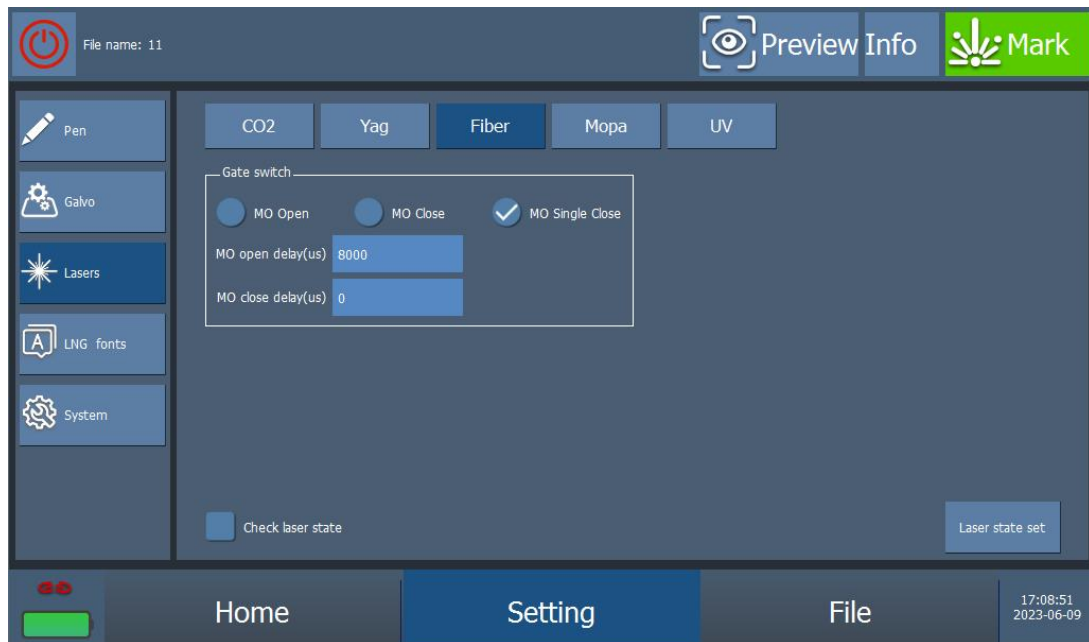 File name: 11
Preview
Info
Mark
Pen
Galvo
Lasers
LNG fonts
System
CO2
Yag
Fiber
Mopa
UV
Gate switch
MO Open
MO Close
MO Single Close
MO open delay(us) 8000
MO close delay(us) 0
Check laser state
Laser state set
Home
Setting
File
17:08:51
2023-06-09